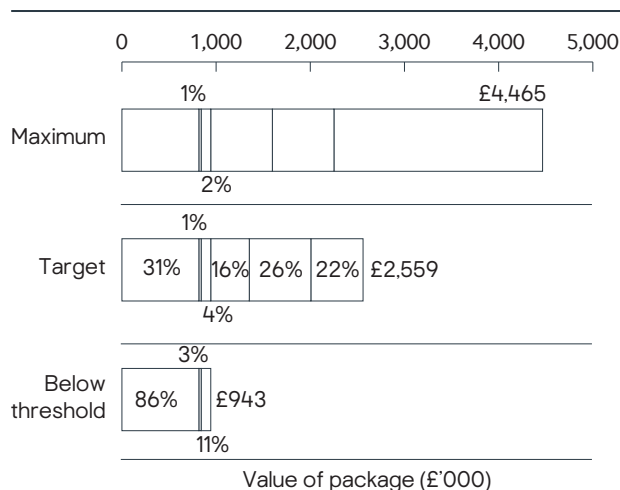 0 1,000 2,000 3,000 4,000 5,000
1% £4,465
Maximum
2%
1%
Target 31% 16% 26% 22% £2,559
4%
3%
Below
threshold 86% £943
11%
Value of package (£'000)